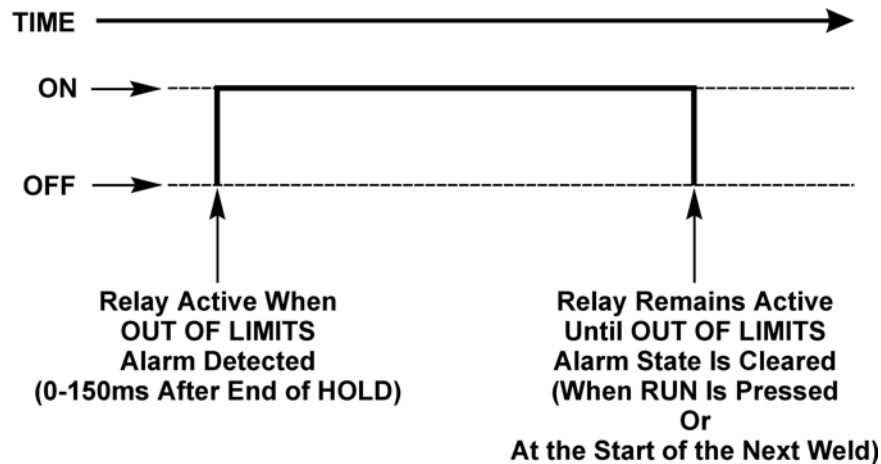 TIME
ON
OFF
Relay Active When
OUT OF LIMITS
Alarm Detected
(0-150ms After End of HOLD)
Relay Remains Active
Until OUT OF LIMITS
Alarm State Is Cleared
(When RUN Is Pressed
Or
At the Start of the Next Weld)